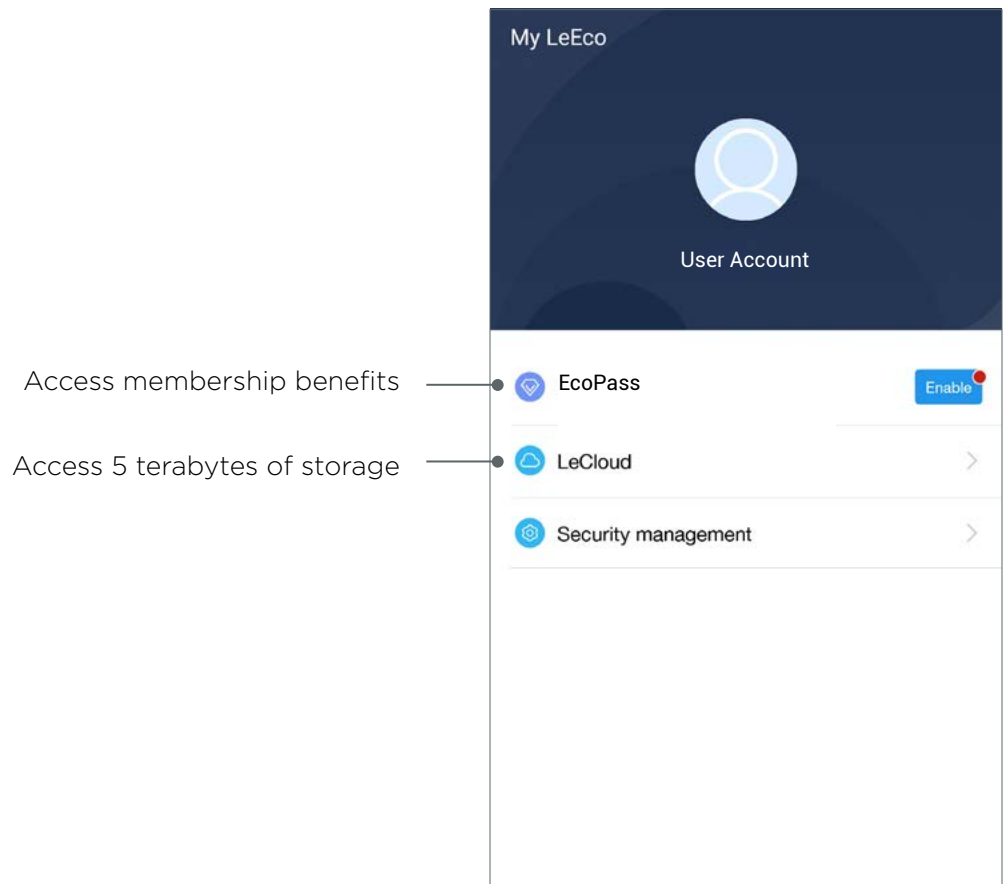 My LeEco
User Account
Access membership benefits
EcoPass
Enable
Access 5 terabytes of storage
LeCloud
Security management